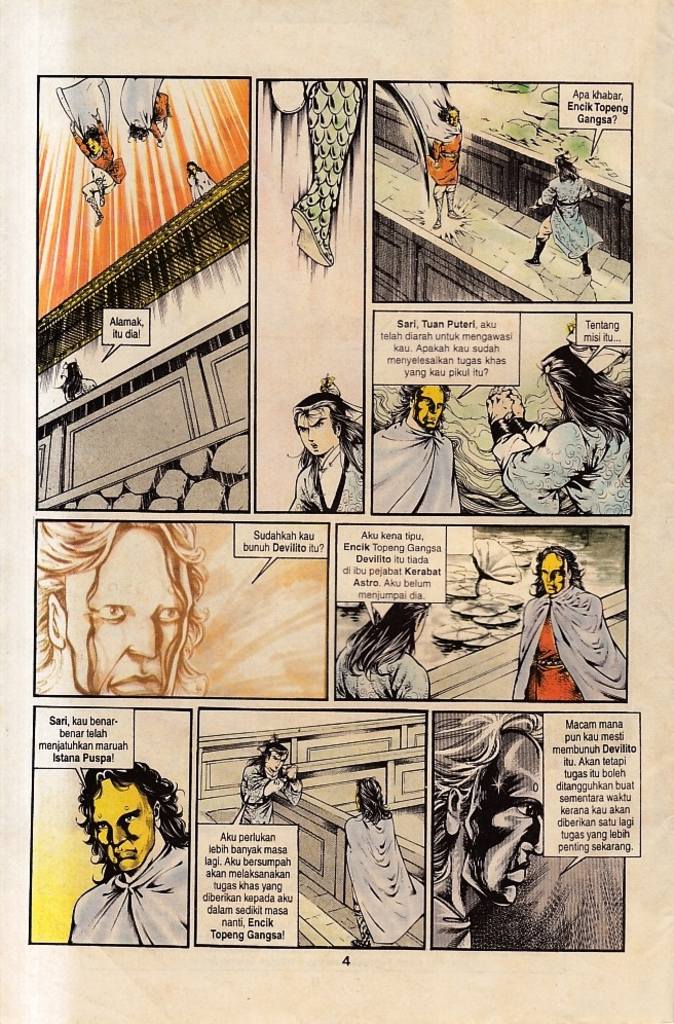 Alamak,
itu dia!
Apa khabar,
Encik Topeng
Gangsa?
Sari, Tuan Puteri, aku
telah diarah untuk mengawasi
kau. Apakah kau sudah
menyelesaikan tugas khas
yang kau pikul itu?
Tentang
misi itu...
Sudahkah kau
bunuh Devilito itu?
Aku kena tipu,
Encik Topeng Gangsa
Devilito itu tiada
di ibu pejabat Kerabat
Astro. Aku belum
menjumpai dia.
Sari, kau benar-
benar telah
menjatuhkan maruah
Istana Puspa!
Aku perlukan
lebih banyak masa
lagi. Aku bersumpah
akan melaksanakan
tugas khas yang
diberikan kepada aku
dalam sedikit masa
nanti, Encik
Topeng Gangsa!
Macam mana
pun kau mesti
membunuh Devilito
itu. Akan tetapi
tugas itu boleh
ditangguhkan buat
sementara waktu
kerana kau akan
diberikan satu lagi
tugas yang lebih
penting sekarang.
4